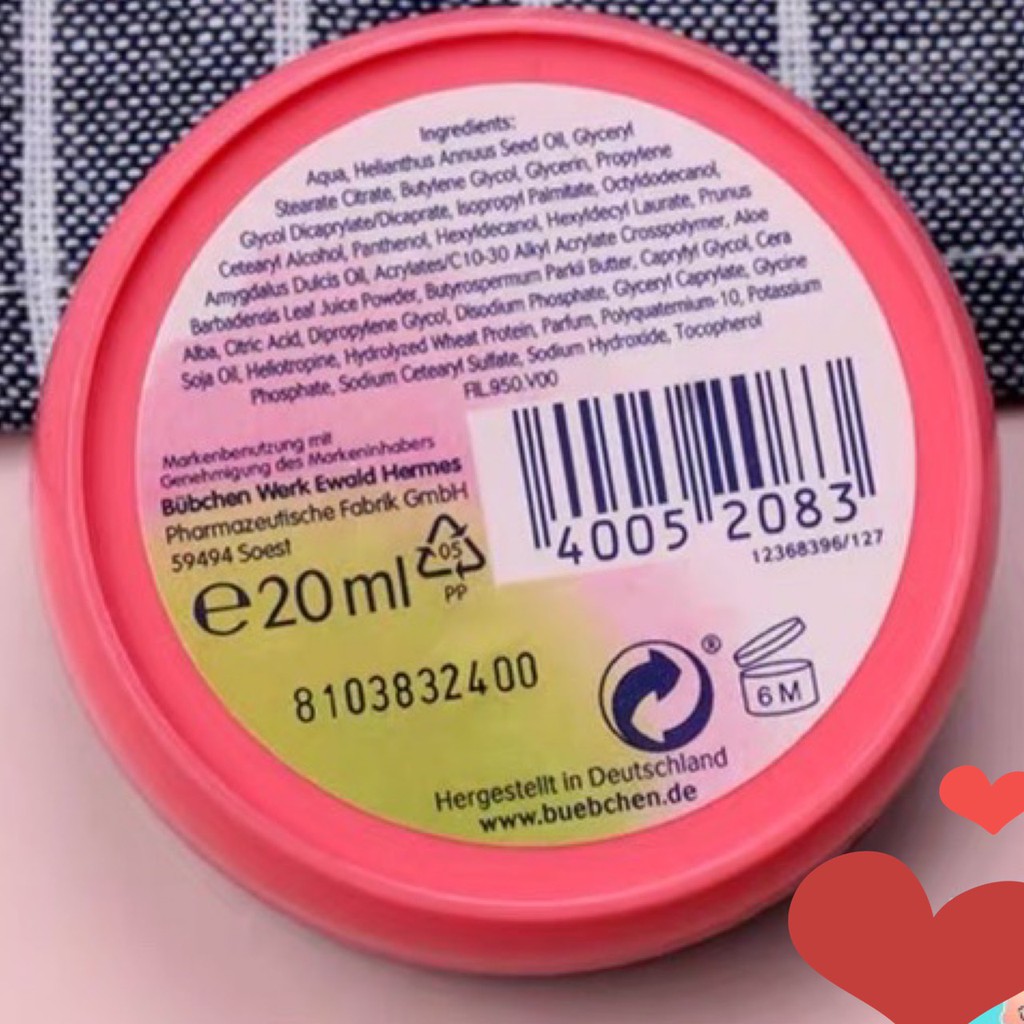 Ingredients:
Aqua, Helianthus Annuus Seed Oil, Glyceryl
Stearate Citrate, Butylene Glycol, Glycerin, Propylene
Glycol Dicaprylate/Dicaprate, Isopropyl Palmitate, Octyldodecanol,
Cetearyl Alcohol, Panthenol, Hexyldecanol, Hexyldecyl Laurate, Prunus
Amygdalus Dulcis Oil, Acrylates/C10-30 Alkyl Acrylate Crosspolymer, Aloe
Barbadensis Leaf Juice Powder, Butyrospermum Parkii Butter, Caprylyl Glycol, Cera
Alba, Citric Acid, Dipropylene Glycol, Disodium Phosphate, Glyceryl Caprylate, Glycine
Soja Oil, Heliotropine, Hydrolyzed Wheat Protein, Parfum, Polyquaternium-10, Potassium
Phosphate, Sodium Cetearyl Sulfate, Sodium Hydroxide, Tocopherol
FIL.950.V00
Markenbenutzung mit
Genehmigung des Markeninhabers
Bübchen Werk Ewald Hermes
Pharmazeutische Fabrik GmbH
59494 Soest
4005 2083
12368396/127
℮20 ml
05
PP
8103832400
®
6 M
Hergestellt in Deutschland
www.buebchen.de